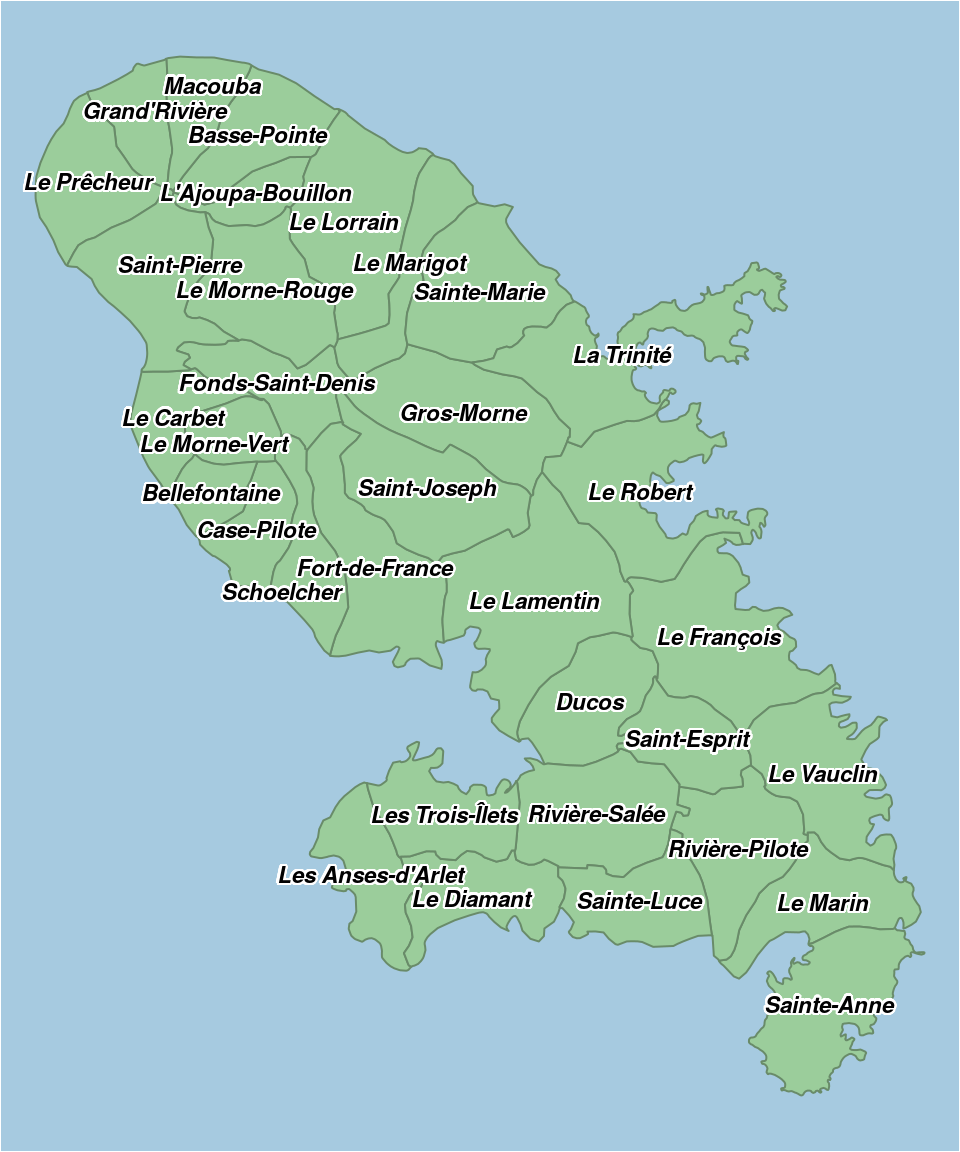 Macouba
Grand'Rivière
Basse-Pointe
Le Prêcheur
L'Ajoupa-Bouillon
Le Lorrain
Saint-Pierre
Le Marigot
Le Morne-Rouge
Sainte-Marie
La Trinité
Fonds-Saint-Denis
Gros-Morne
Le Carbet
Le Morne-Vert
Saint-Joseph
Bellefontaine
Le Robert
Case-Pilote
Fort-de-France
Schoelcher
Le Lamentin
Le François
Ducos
Saint-Esprit
Le Vauclin
Les Trois-Îlets
Rivière-Salée
Rivière-Pilote
Les Anses-d'Arlet
Le Diamant
Sainte-Luce
Le Marin
Sainte-Anne